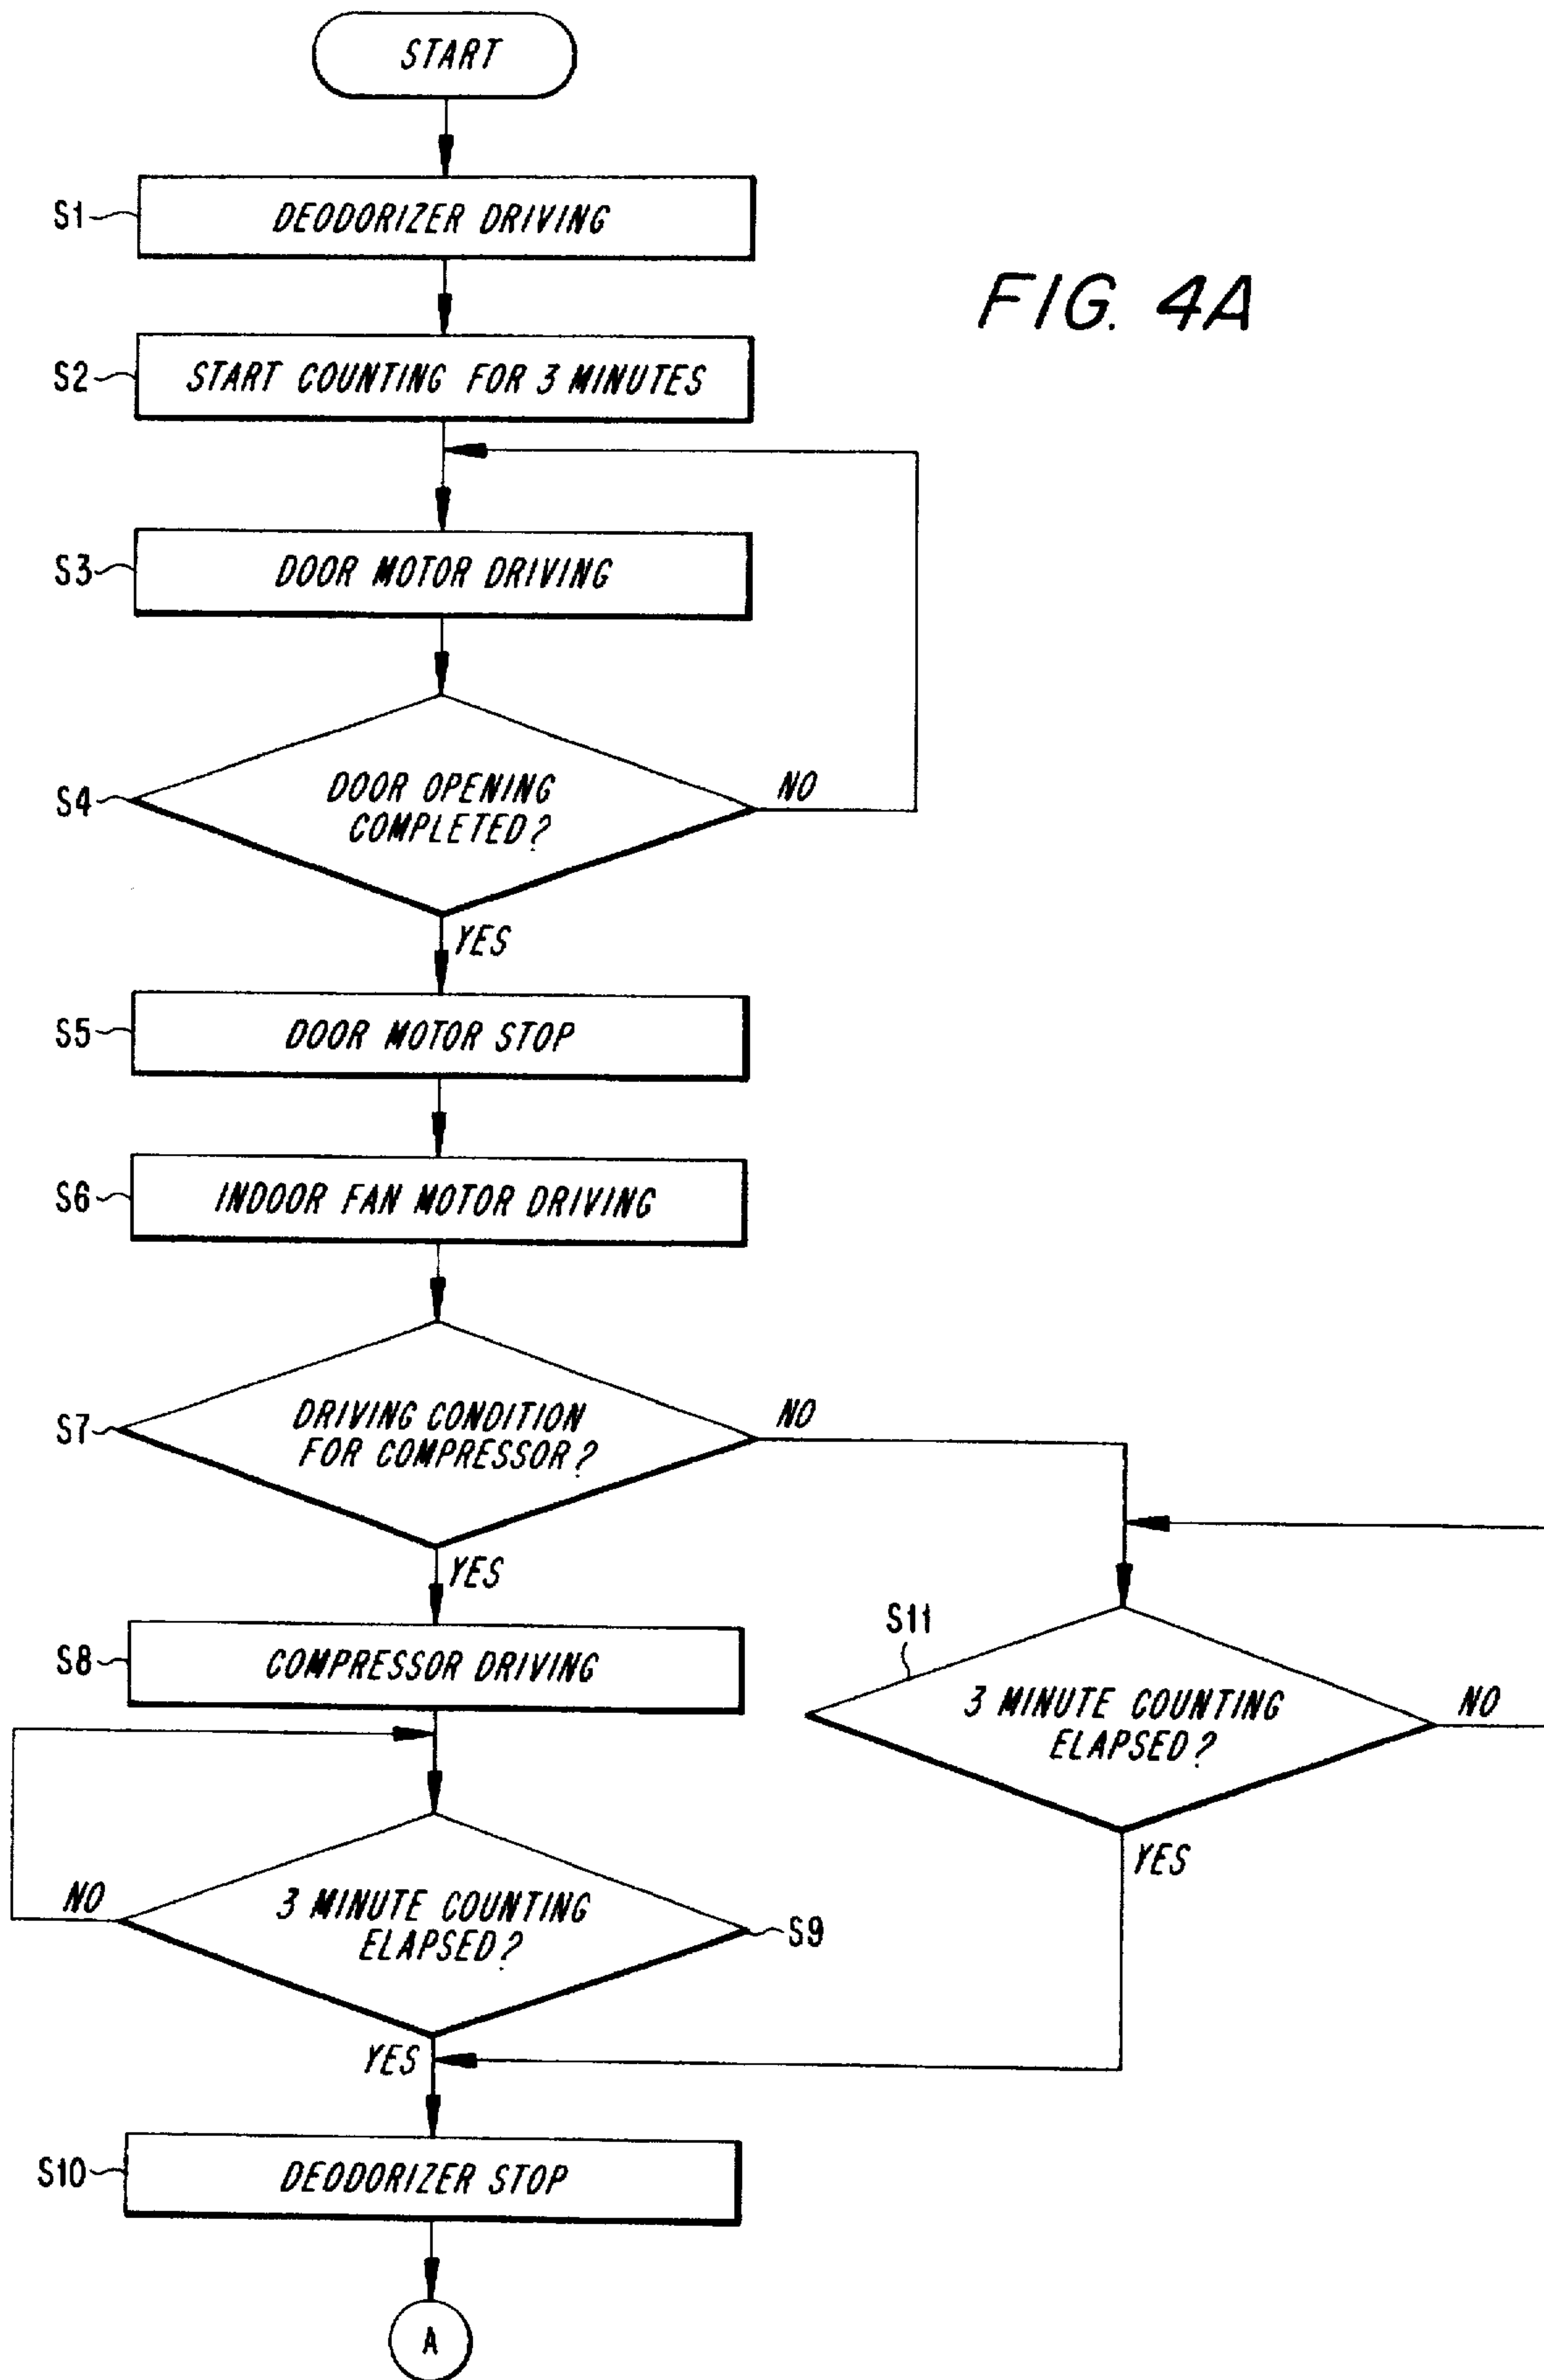 START
S1 DEODORIZER DRIVING
FIG. 4A
S2 START COUNTING FOR 3 MINUTES
S3 DOOR MOTOR DRIVING
S4 DOOR OPENING
COMPLETED?
NO
YES
S5 DOOR MOTOR STOP
S6 INDOOR FAN MOTOR DRIVING
S7 DRIVING CONDITION
FOR COMPRESSOR?
NO
YES
S8 COMPRESSOR DRIVING
S11
3 MINUTE COUNTING
ELAPSED?
NO
YES
NO
3 MINUTE COUNTING
ELAPSED?
S9
YES
S10 DEODORIZER STOP
A